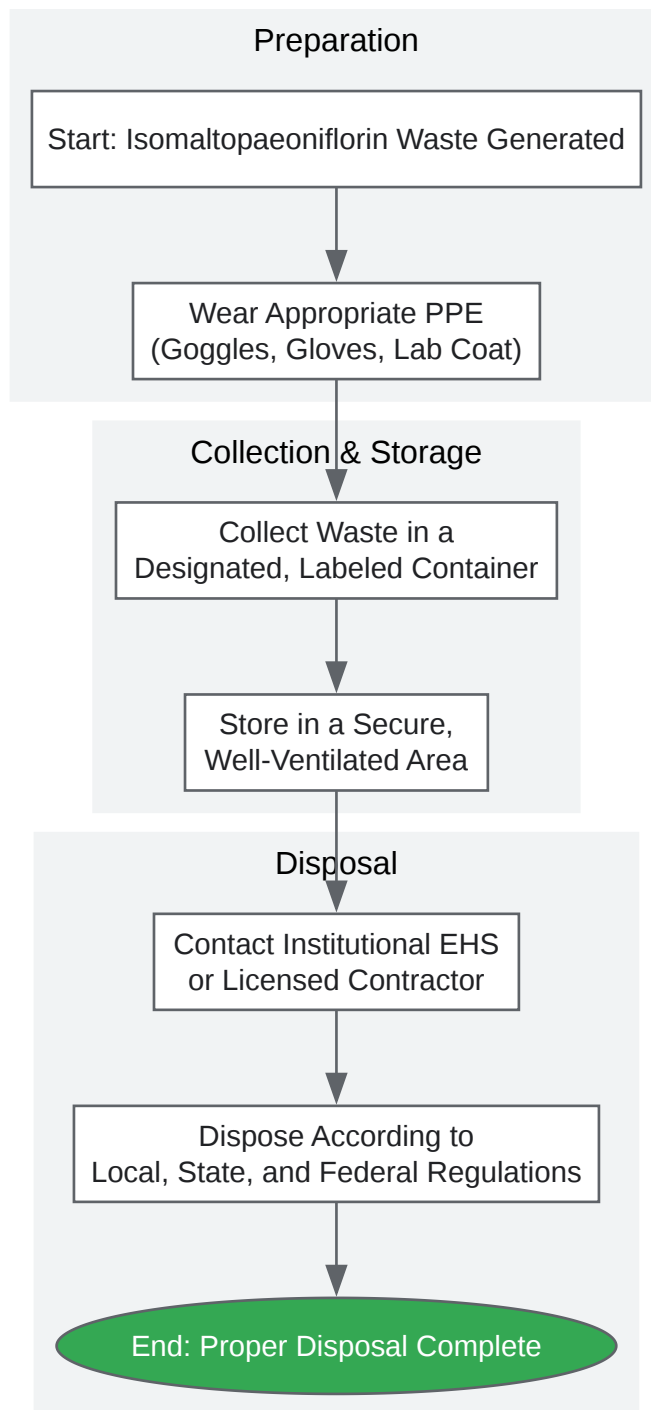 Preparation
Start: Isomaltopaeoniflorin Waste Generated
Wear Appropriate PPE
(Goggles, Gloves, Lab Coat)
Collection & Storage
Collect Waste in a
Designated, Labeled Container
Store in a Secure,
Well-Ventilated Area
Disposal
Contact Institutional EHS
or Licensed Contractor
Dispose According to
Local, State, and Federal Regulations
End: Proper Disposal Complete